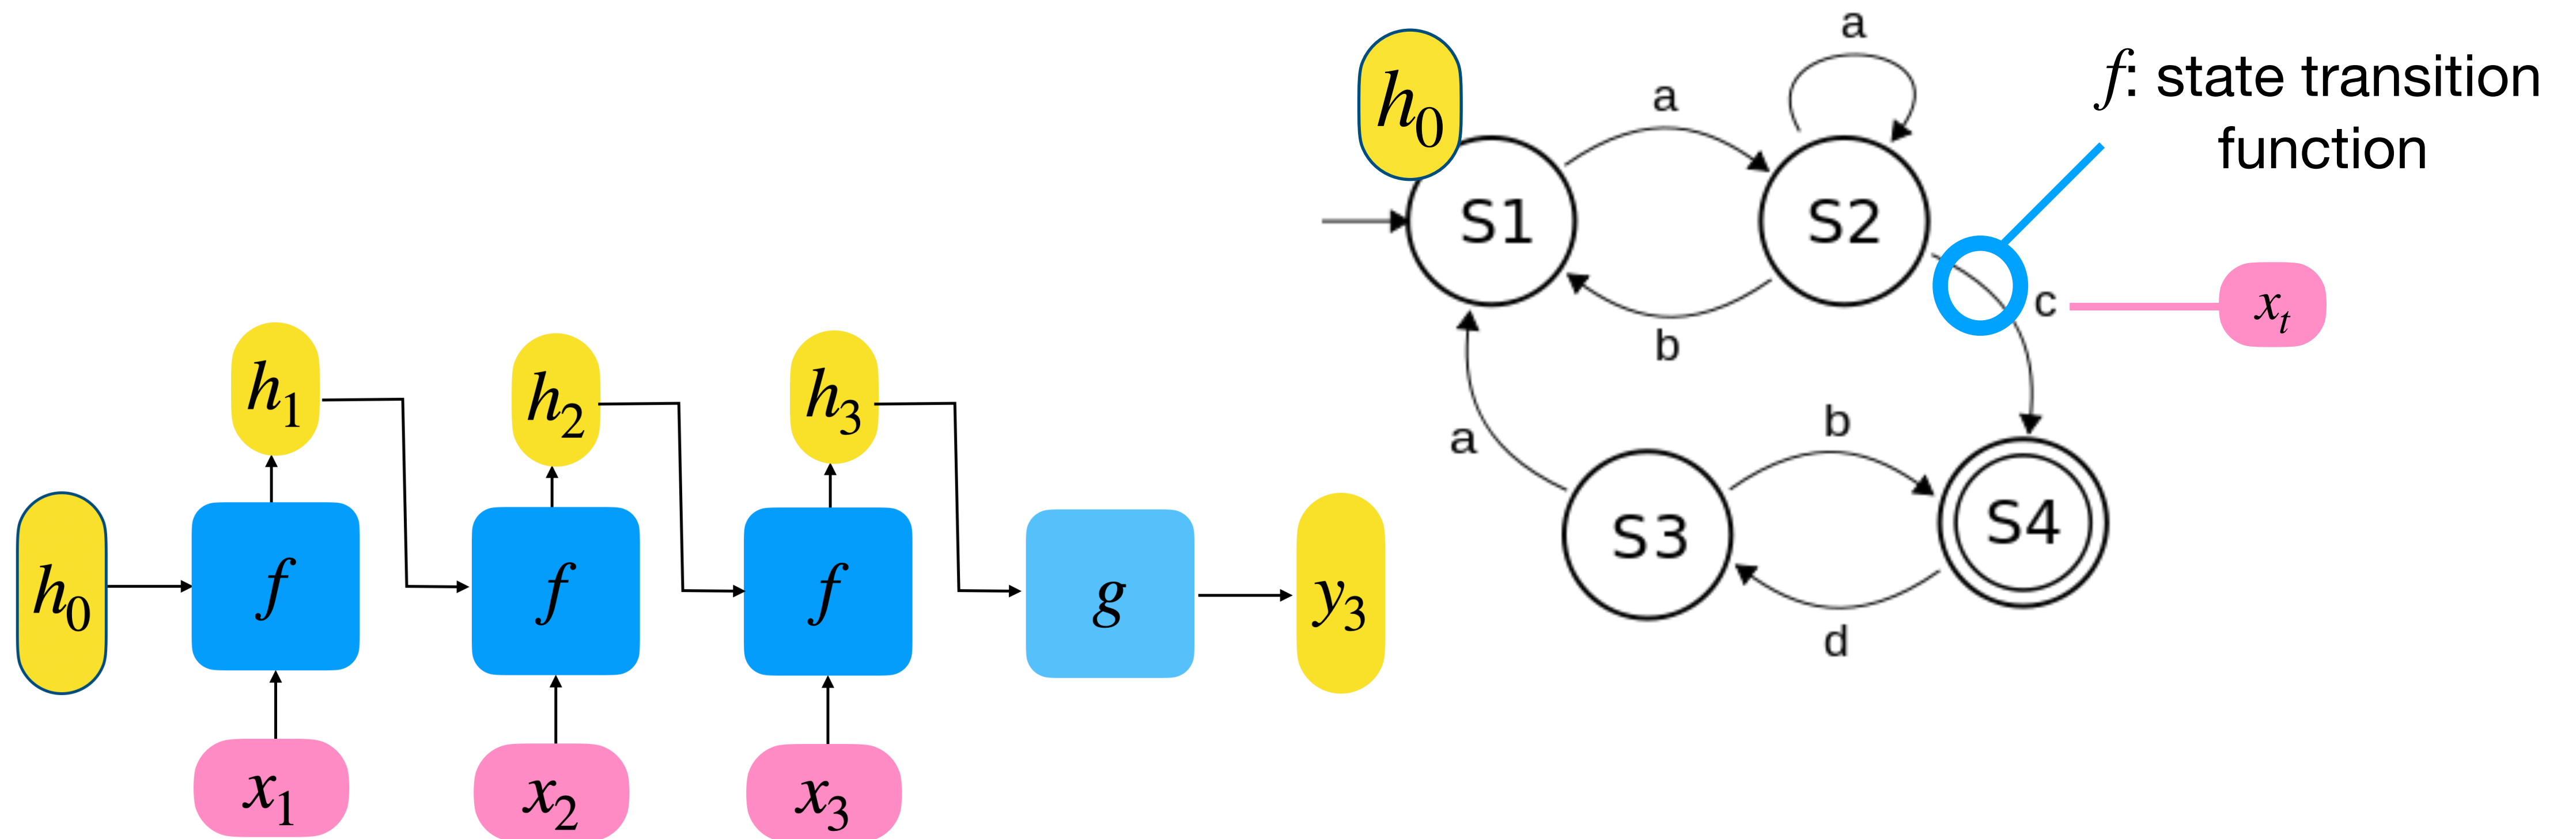 h₁
h₂
h₃
h₀
f
f
f
g
y₃
x₁
x₂
x₃
h₀
a
a
f: state transition
function
S1
S2
c
xₜ
b
a
b
S3
S4
d